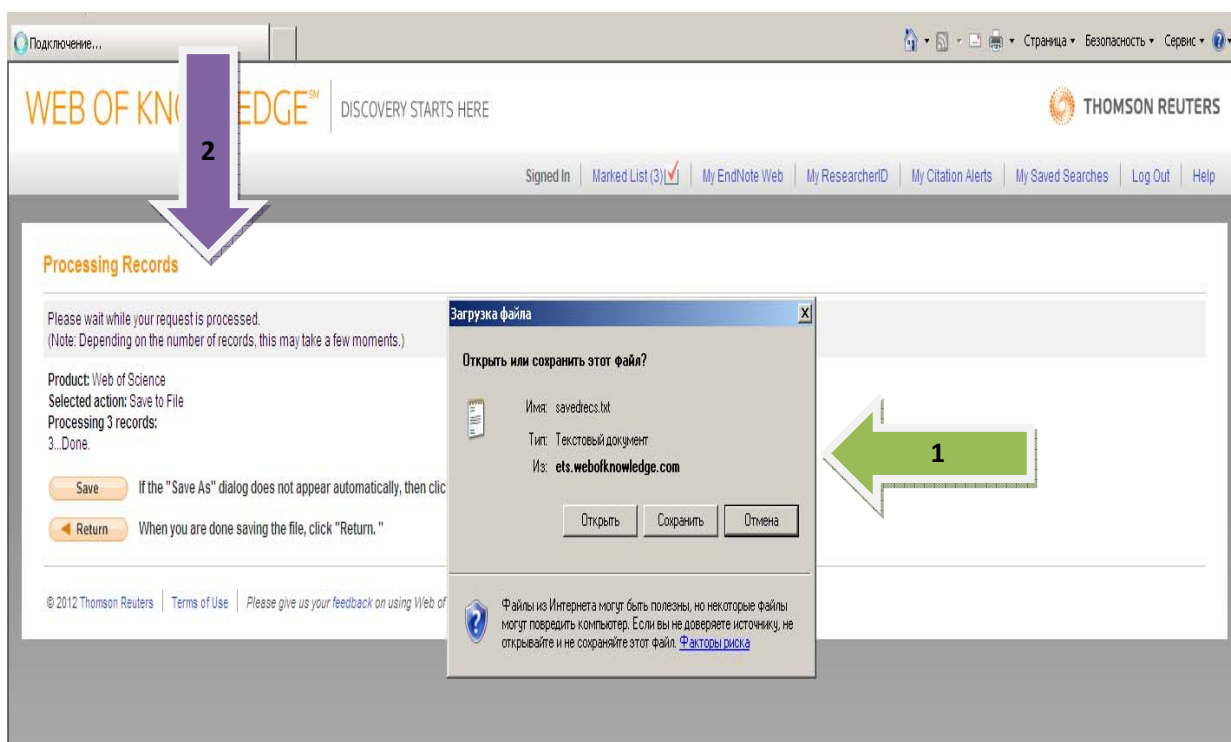 Подключение...
Страница
Безопасность
Сервис
WEB OF KN EDGE℠
DISCOVERY STARTS HERE
THOMSON REUTERS
2
Signed In | Marked List (3) | My EndNote Web | My ResearcherID | My Citation Alerts | My Saved Searches | Log Out | Help
Processing Records
Please wait while your request is processed.
(Note: Depending on the number of records, this may take a few moments.)
Product: Web of Science
Selected action: Save to File
Processing 3 records:
3...Done.
Save
If the "Save As" dialog does not appear automatically, then clic
Return
When you are done saving the file, click "Return. "
© 2012 Thomson Reuters | Terms of Use | Please give us your feedback on using Web of
Загрузка файла
Открыть или сохранить этот файл?
Имя: savedrecs.txt
Тип: Текстовый документ
Из: ets.webofknowledge.com
Открыть
Сохранить
Отмена
Файлы из Интернета могут быть полезны, но некоторые файлы
могут повредить компьютер. Если вы не доверяете источнику, не
открывайте и не сохраняйте этот файл. Факторы риска
1